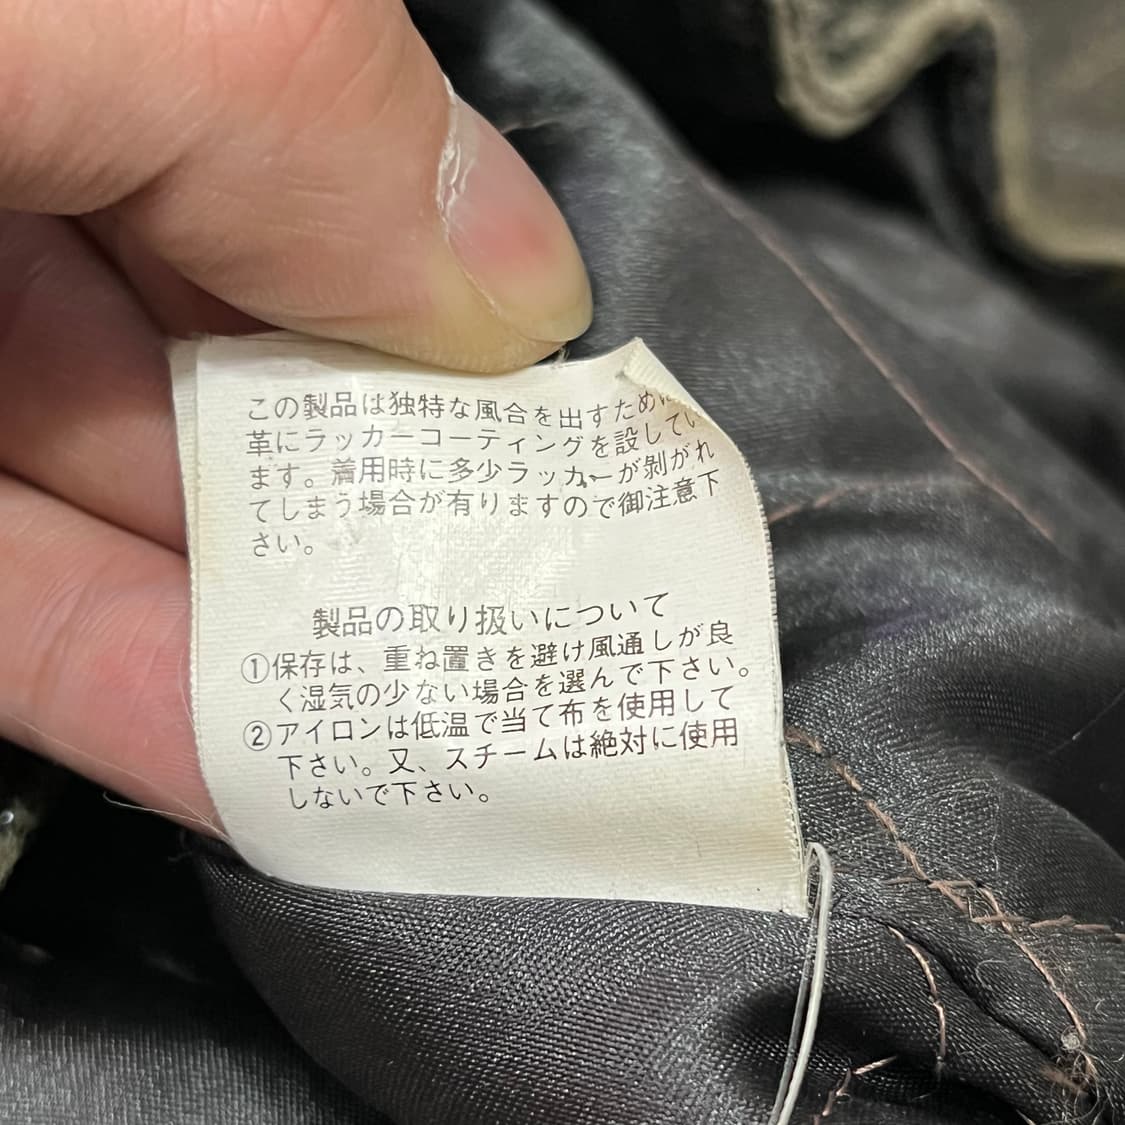 この製品は独特な風合を出すために
革にラッカーコーティングを設してい
ます。着用時に多少ラッカーが剝がれ
てしまう場合が有りますので御注意下
さい。
製品の取り扱いについて
①保存は、重ね置きを避け風通しが良
く湿気の少ない場合を選んで下さい。
②アイロンは低温で当て布を使用して
下さい。又、スチームは絶対に使用
しないで下さい。